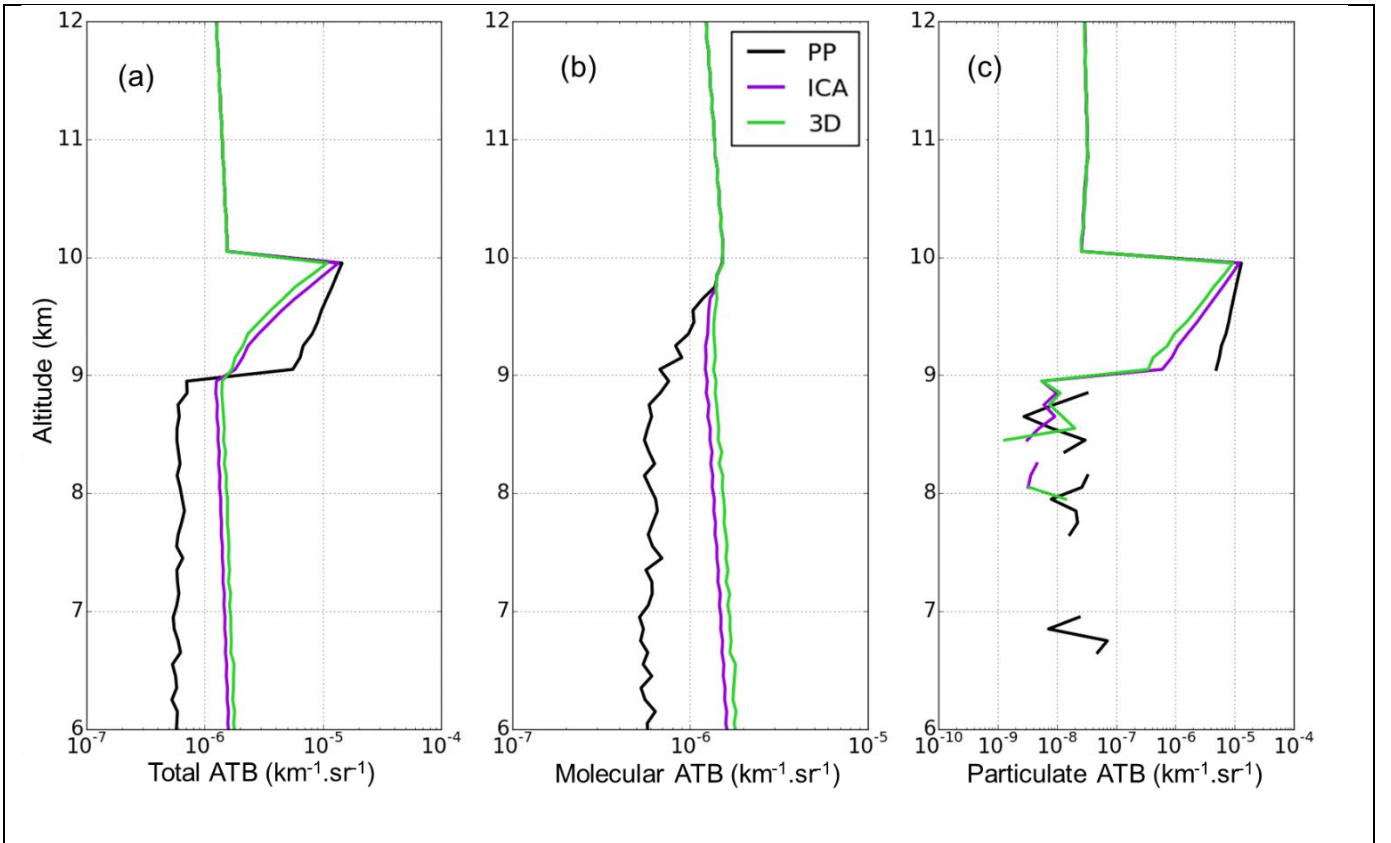 (a)
12
11
10
9
8
7
6
10⁻⁷ 10⁻⁶ 10⁻⁵ 10⁻⁴
Total ATB (km⁻¹.sr⁻¹)
Altitude (km)
(b)
PP
ICA
3D
12
11
10
9
8
7
6
10⁻⁷ 10⁻⁶ 10⁻⁵
Molecular ATB (km⁻¹.sr⁻¹)
(c)
12
11
10
9
8
7
6
10⁻¹⁰ 10⁻⁹ 10⁻⁸ 10⁻⁷ 10⁻⁶ 10⁻⁵ 10⁻⁴
Particulate ATB (km⁻¹.sr⁻¹)